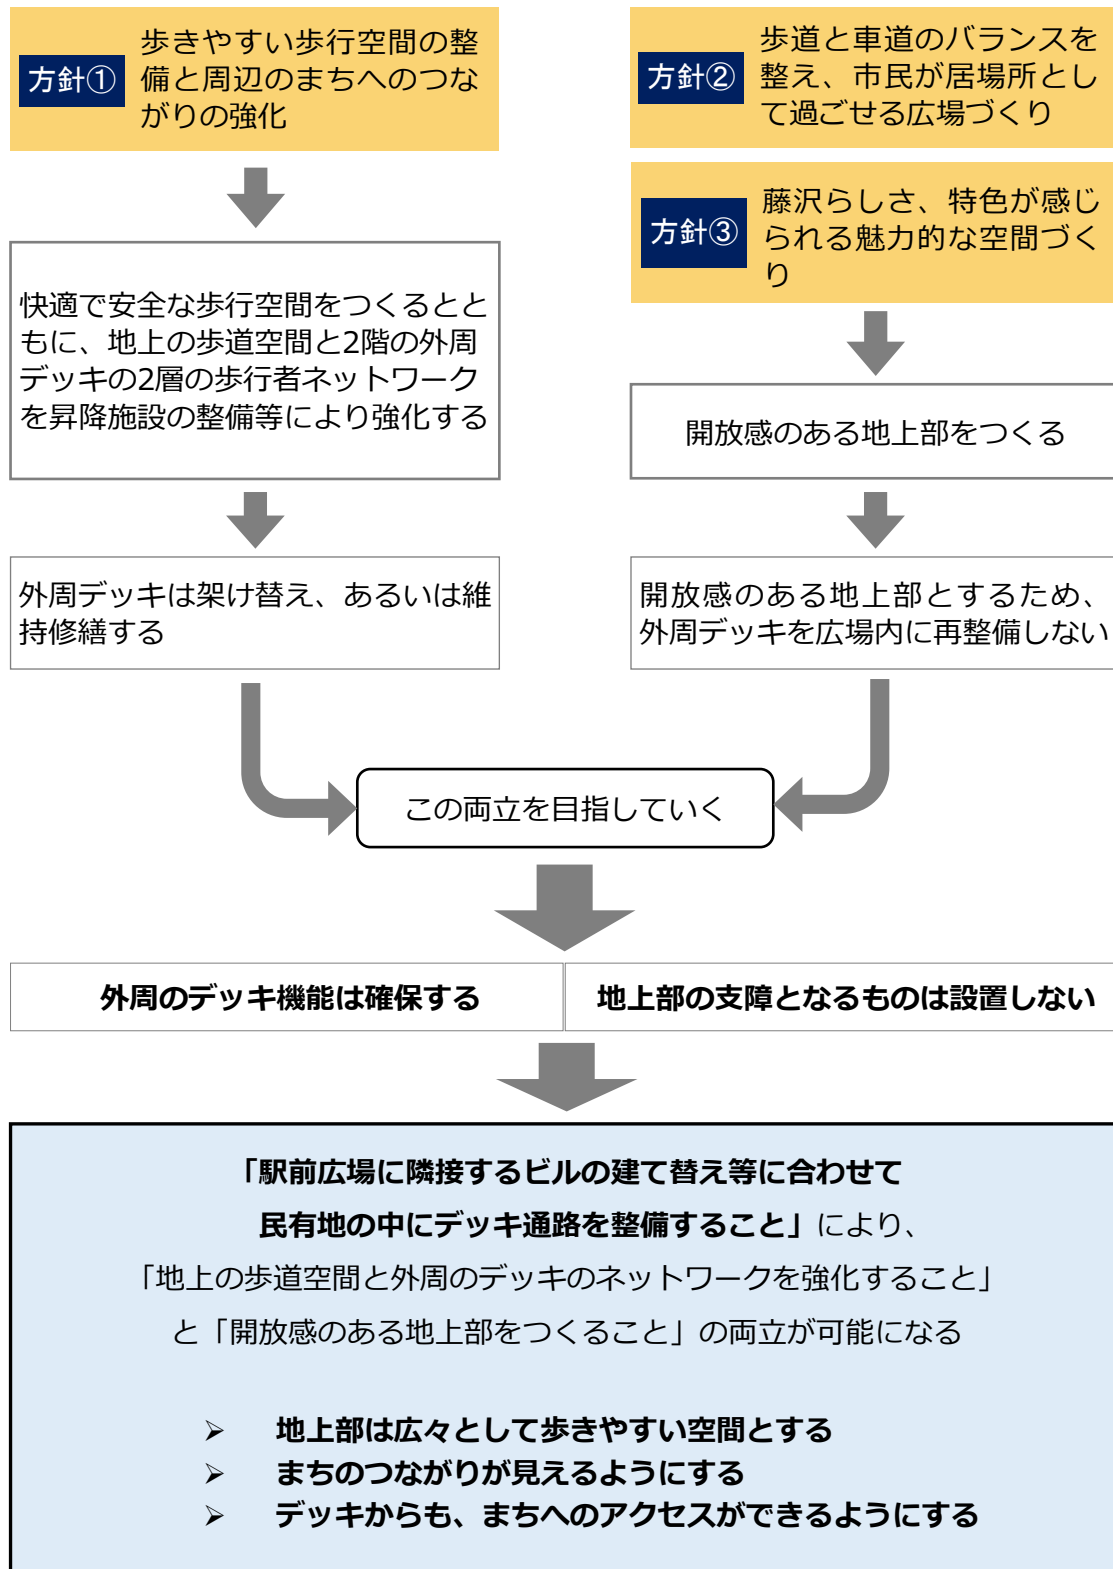 方針①
歩きやすい歩行空間の整
備と周辺のまちへのつな
がりの強化
方針②
歩道と車道のバランスを
整え、市民が居場所とし
て過ごせる広場づくり
方針③
藤沢らしさ、特色が感じ
られる魅力的な空間づく
り
快適で安全な歩行空間をつくるとと
もに、地上の歩道空間と2階の外周
デッキの2層の歩行者ネットワーク
を昇降施設の整備等により強化する
開放感のある地上部をつくる
外周デッキは架け替え、あるいは維
持修繕する
開放感のある地上部とするため、
外周デッキを広場内に再整備しない
この両立を目指していく
外周のデッキ機能は確保する
地上部の支障となるものは設置しない
「駅前広場に隣接するビルの建て替え等に合わせて
民有地の中にデッキ通路を整備すること」により、
「地上の歩道空間と外周のデッキのネットワークを強化すること」
と「開放感のある地上部をつくること」の両立が可能になる
➢ 地上部は広々として歩きやすい空間とする
➢ まちのつながりが見えるようにする
➢ デッキからも、まちへのアクセスができるようにする